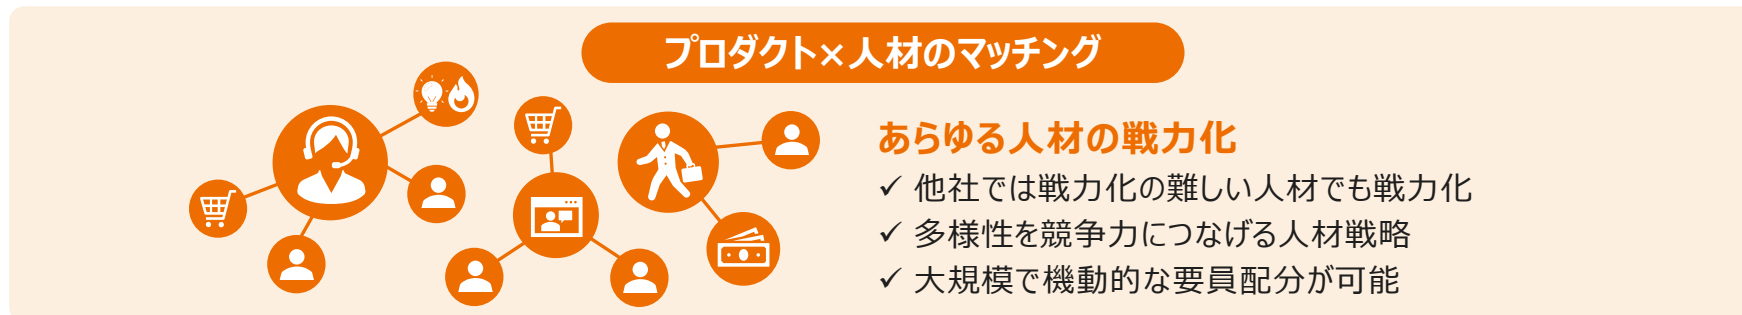 プロダクト×人材のマッチング
あらゆる人材の戦力化
✓ 他社では戦力化の難しい人材でも戦力化
✓ 多様性を競争力につなげる人材戦略
✓ 大規模で機動的な要員配分が可能